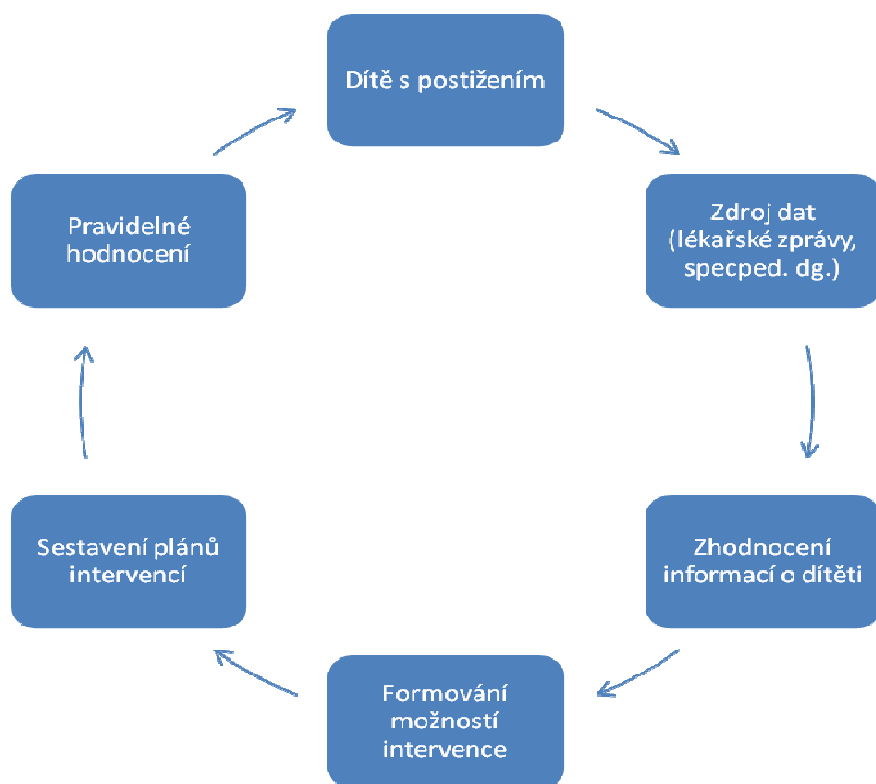 Dítě s postižením
Zdroj dat
(lékařské zprávy,
specped. dg.)
Zhodnocení
informací o dítěti
Formování
možností
intervence
Sestavení plánů
intervencí
Pravidelné
hodnocení